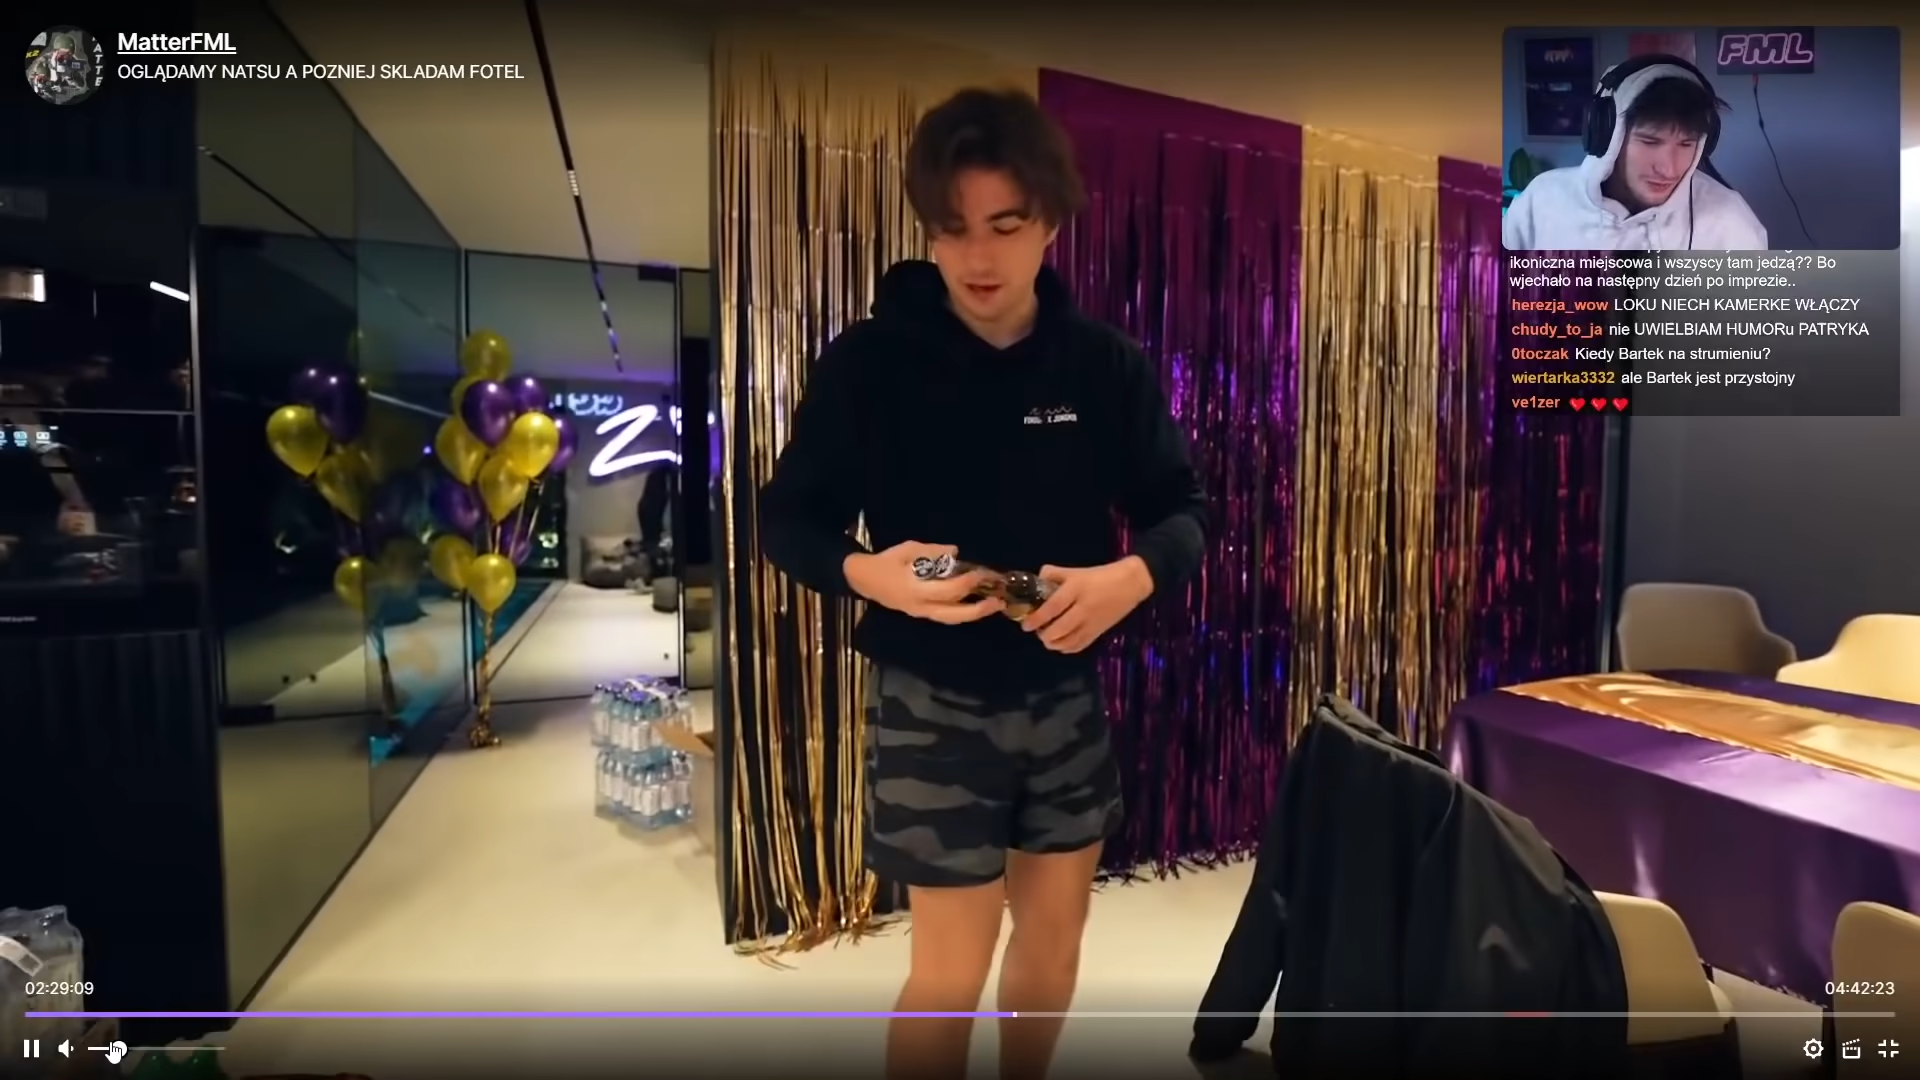 MatterFML
OGLĄDAMY NATSU A POZNIEJ SKLADAM FOTEL
FML
ikoniczna miejscowa i wszyscy tam jedzą?? Bo
wjechało na następny dzień po imprezie..
herezja_wow LOKU NIECH KAMERKE WŁĄCZY
chudy_to_ja nie UWIELBIAM HUMORu PATRYKA
0toczak Kiedy Bartek na strumieniu?
wiertarka3332 ale Bartek jest przystojny
ve1zer
02:29:09
04:42:23